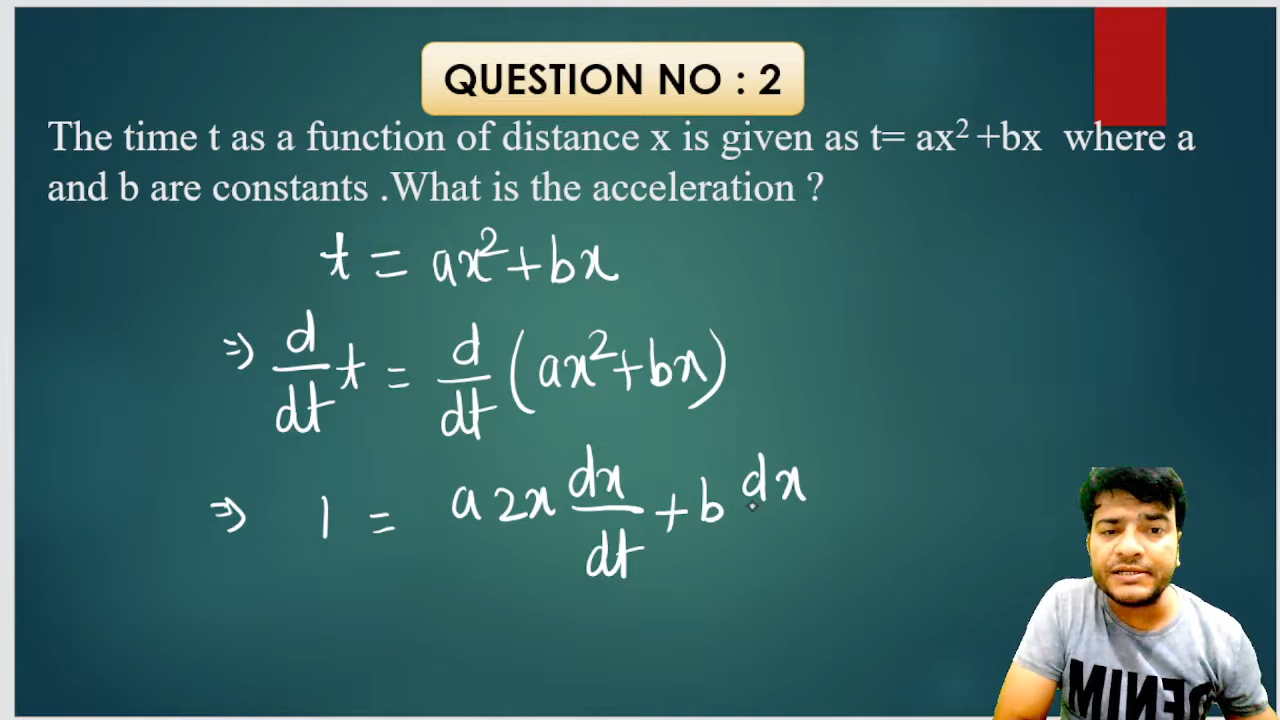 QUESTION NO : 2
The time t as a function of distance x is given as t= ax² +bx where a
and b are constants .What is the acceleration ?
t = ax²+bx
⇒ d/dt t = d/dt (ax²+bx)
⇒ 1 = a 2x dx/dt + b dx
DENIM